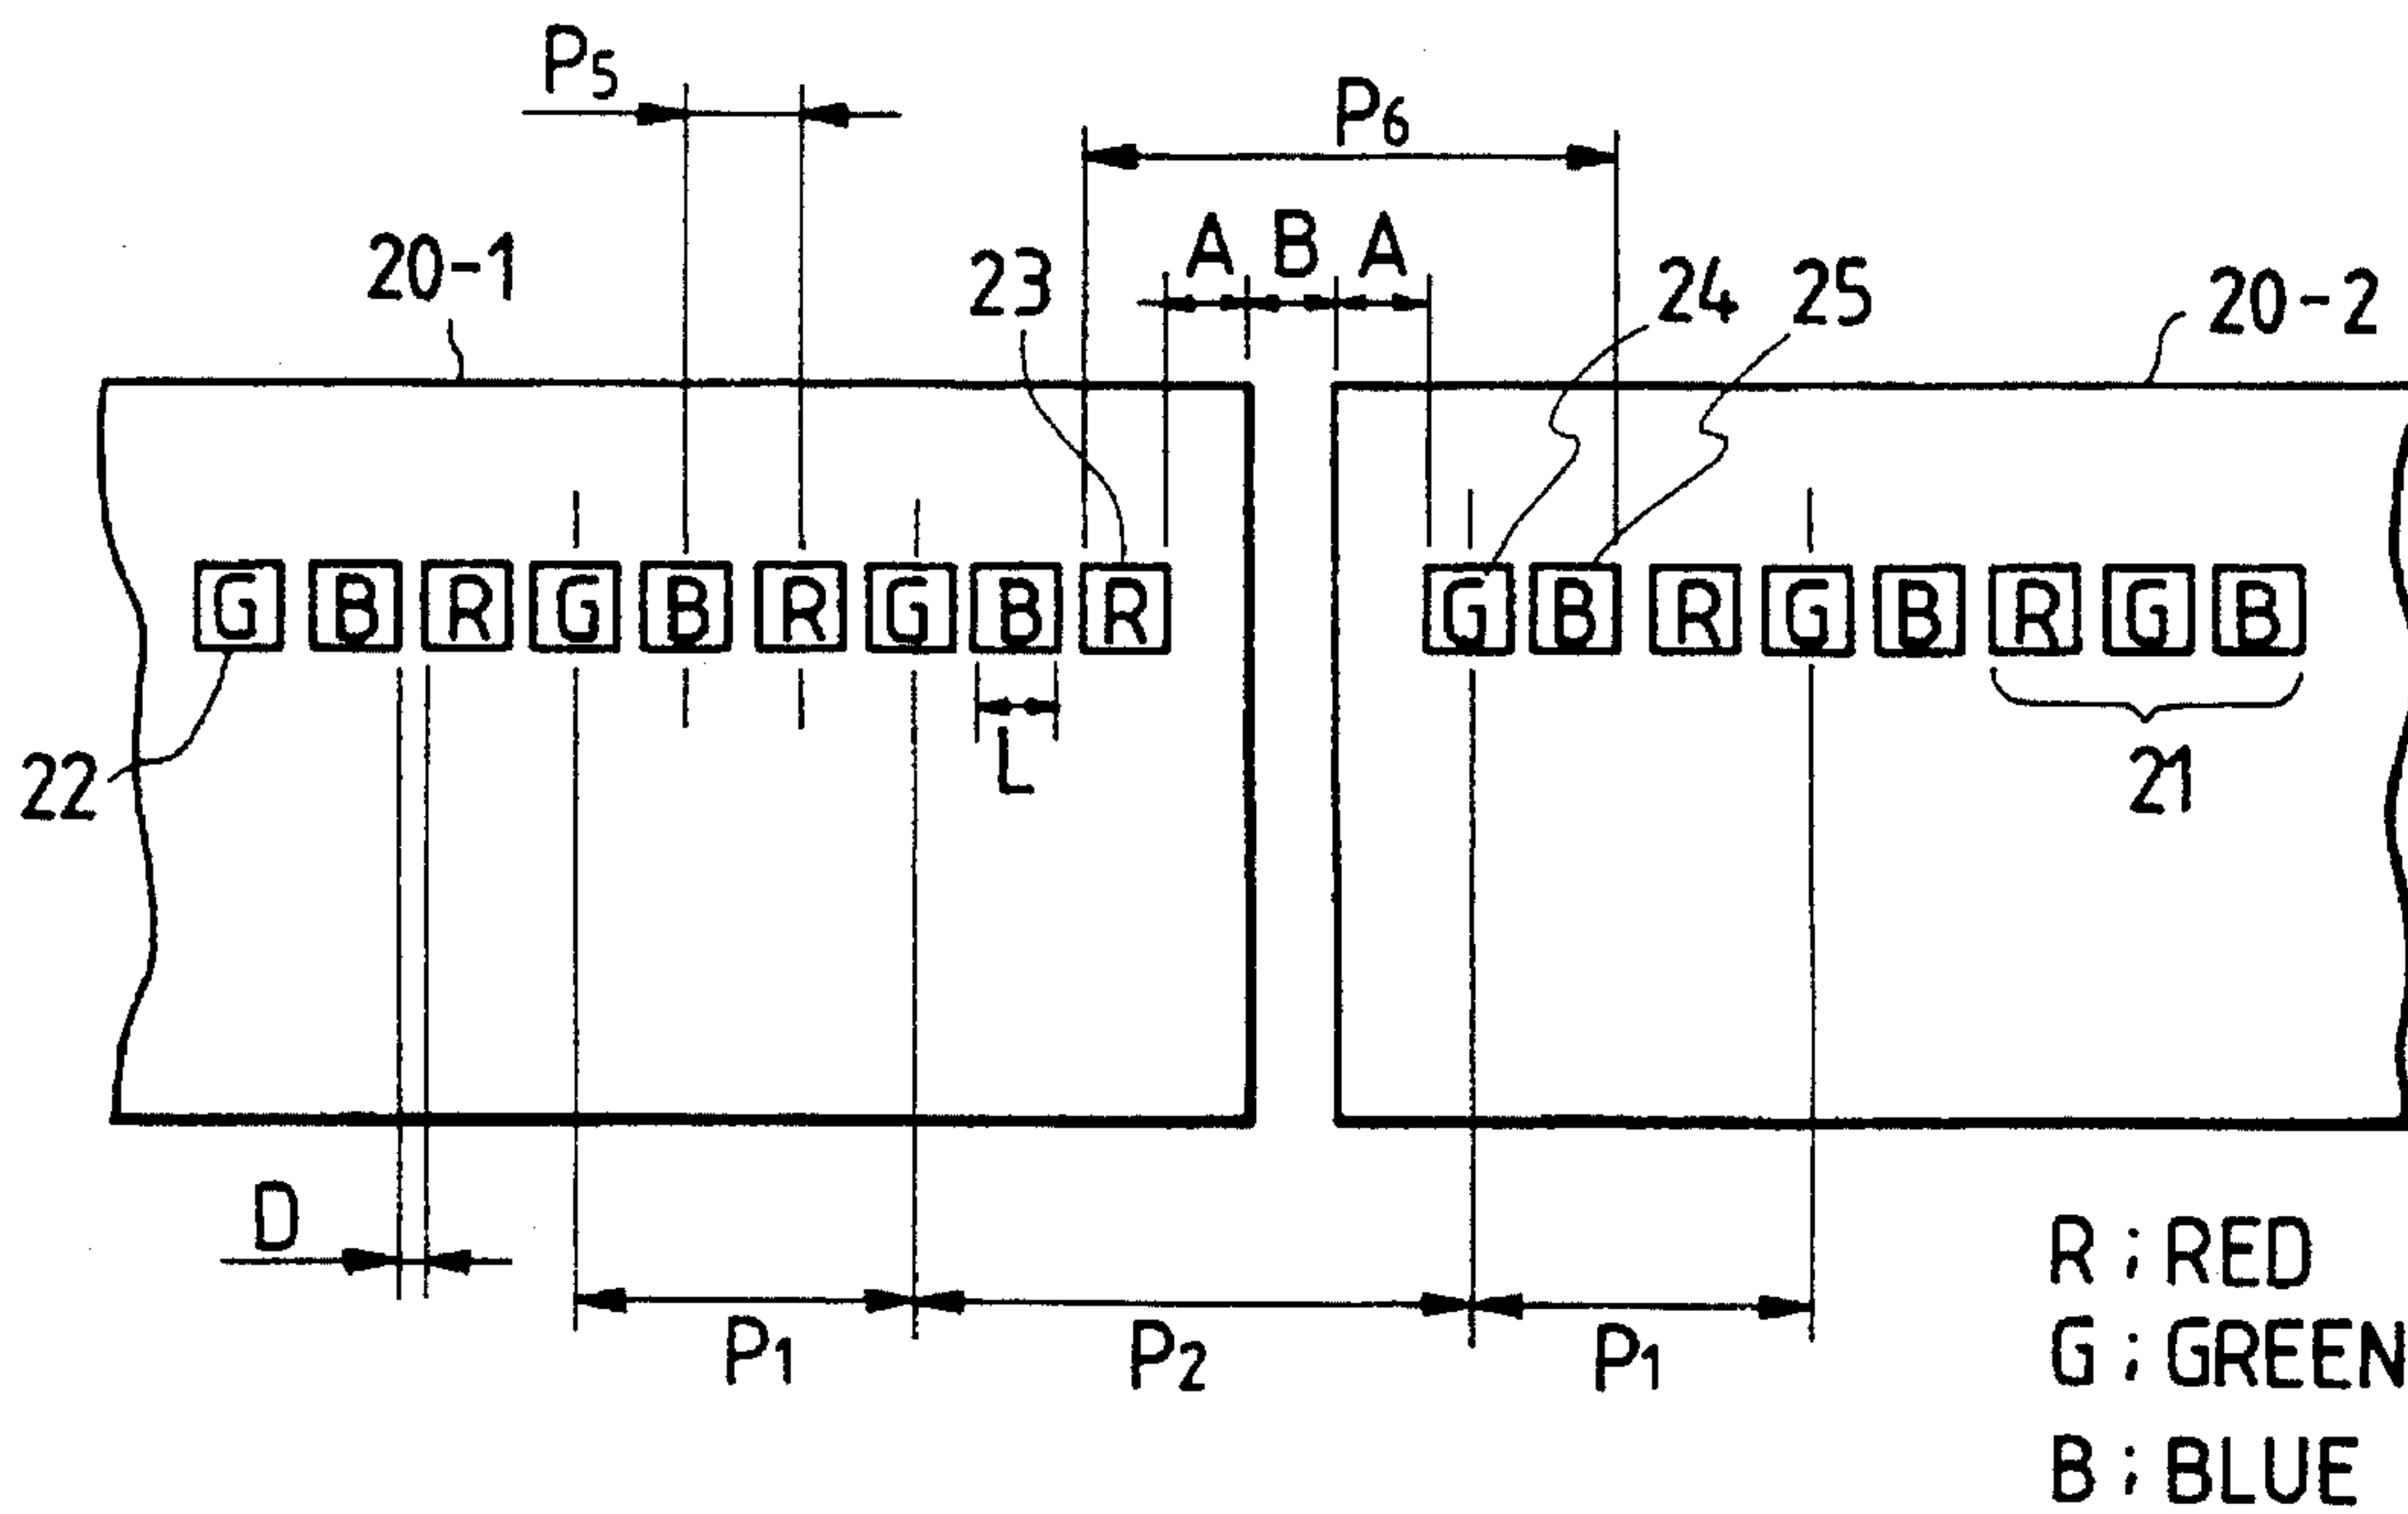 P5
P6
A B A
20-1
23
24
25
20-2
G B R G B R G B R
G B R G B R G B
L
22
21
D
P1
P2
P1
R ; RED
G ; GREEN
B ; BLUE